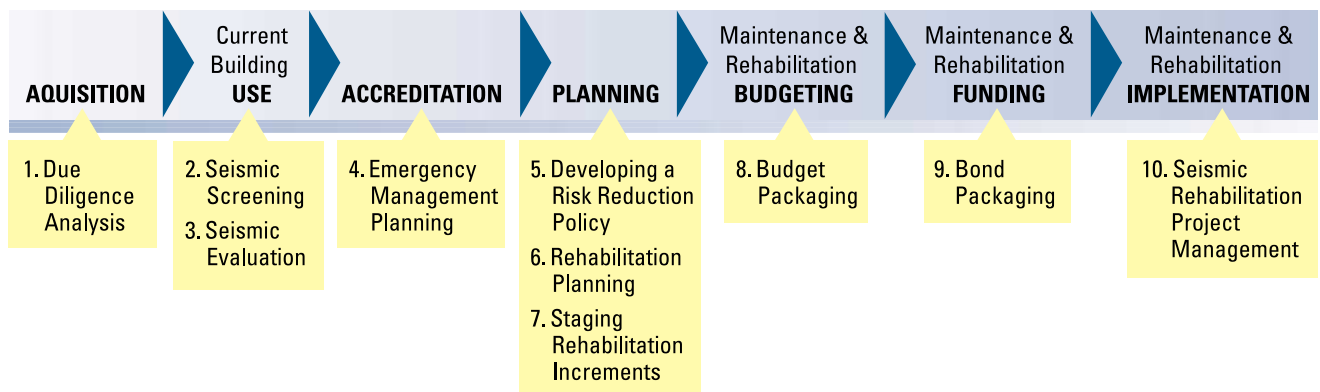 AQUISITION
Current
Building
USE
ACCREDITATION
PLANNING
Maintenance &
Rehabilitation
BUDGETING
Maintenance &
Rehabilitation
FUNDING
Maintenance &
Rehabilitation
IMPLEMENTATION
1. Due
Diligence
Analysis
2. Seismic
Screening
3. Seismic
Evaluation
4. Emergency
Management
Planning
5. Developing a
Risk Reduction
Policy
6. Rehabilitation
Planning
7. Staging
Rehabilitation
Increments
8. Budget
Packaging
9. Bond
Packaging
10. Seismic
Rehabilitation
Project
Management